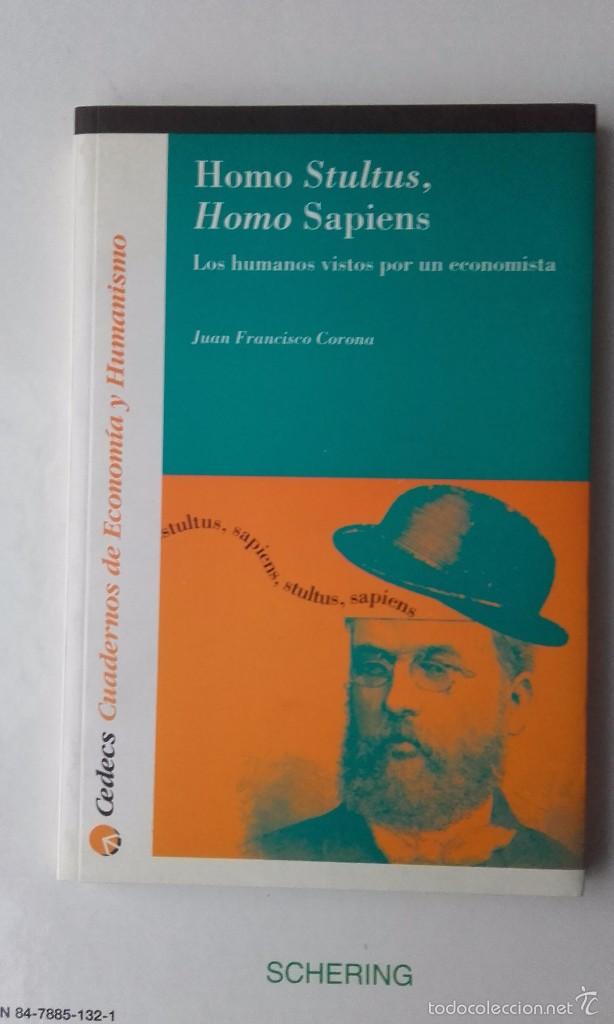 Homo Stultus,
Homo Sapiens
Los humanos vistos por un economista
Juan Francisco Corona
Cedecs Cuadernos de Economía y Humanismo
stultus, sapiens, stultus, sapiens
SCHERING
N 84-7885-132-1
todocoleccion.net